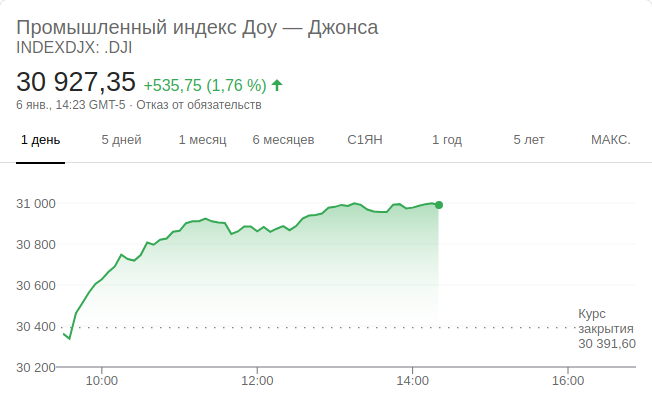 Промышленный индекс Доу — Джонса
INDEXDJX: .DJI
30 927,35 +535,75 (1,76 %)
6 янв., 14:23 GMT-5 · Отказ от обязательств
1 день 5 дней 1 месяц 6 месяцев С1ЯН 1 год 5 лет МАКС.
31 000
30 800
30 600
30 400
30 200
Курс
закрытия
30 391,60
10:00 12:00 14:00 16:00